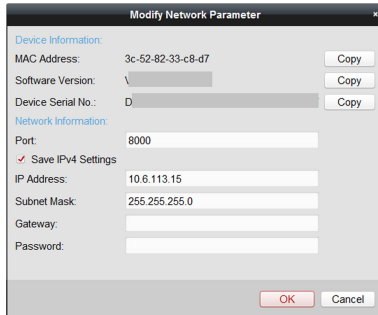 Modify Network Parameter ×
Device Information:
MAC Address: 3c-52-82-33-c8-d7 Copy
Software Version: Copy
Device Serial No.: D Copy
Network Information:
Port: 8000
Save IPv4 Settings
IP Address: 10.6.113.15
Subnet Mask: 255.255.255.0
Gateway:
Password:
OK Cancel